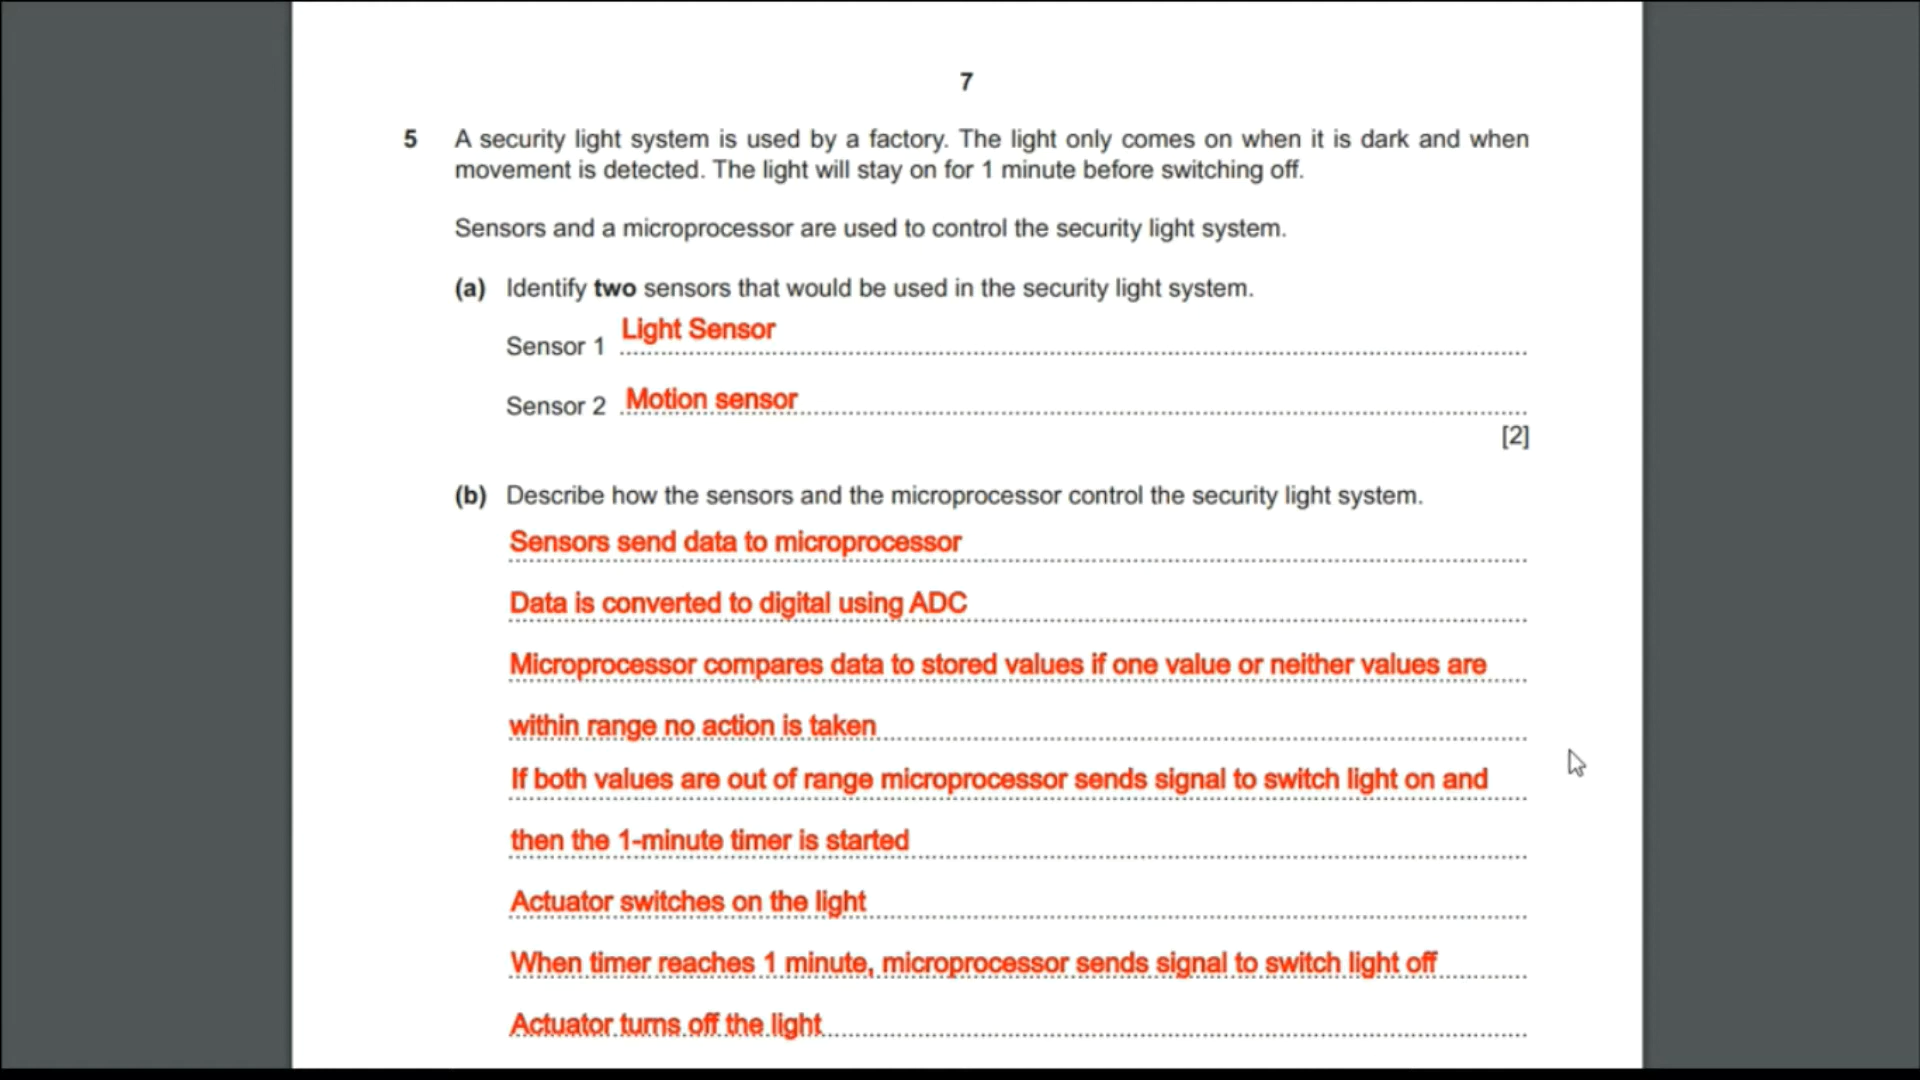 7
5 A security light system is used by a factory. The light only comes on when it is dark and when
movement is detected. The light will stay on for 1 minute before switching off.
Sensors and a microprocessor are used to control the security light system.
(a) Identify two sensors that would be used in the security light system.
Sensor 1 Light Sensor
Sensor 2 Motion sensor
[2]
(b) Describe how the sensors and the microprocessor control the security light system.
Sensors send data to microprocessor
Data is converted to digital using ADC
Microprocessor compares data to stored values if one value or neither values are
within range no action is taken
If both values are out of range microprocessor sends signal to switch light on and
then the 1-minute timer is started
Actuator switches on the light
When timer reaches 1 minute, microprocessor sends signal to switch light off
Actuator turns off the light